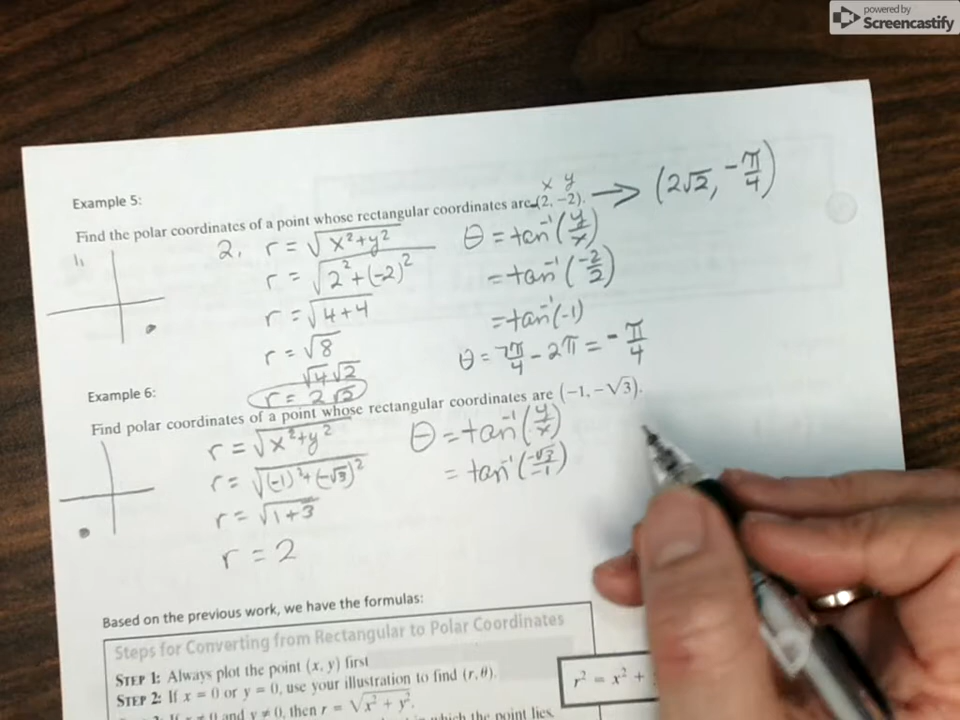 powered by
Screencastify
Example 5:
x y
Find the polar coordinates of a point whose rectangular coordinates are (2, -2). → (2√2, -π/4)
1.
2. r = √x²+y²
r = √2²+(-2)²
r = √4+4
r = √8
√4√2
r = 2√2
θ = tan⁻¹(y/x)
= tan⁻¹(-2/2)
= tan⁻¹(-1)
θ = 7π/4 - 2π = -π/4
Example 6:
Find polar coordinates of a point whose rectangular coordinates are (-1, -√3).
r = √x²+y²
r = √(-1)²+(-√3)²
r = √1+3
r = 2
θ = tan⁻¹(y/x)
= tan⁻¹(-√3/-1)
Based on the previous work, we have the formulas:
Steps for Converting from Rectangular to Polar Coordinates
STEP 1: Always plot the point (x, y) first
STEP 2: If x = 0 or y = 0, use your illustration to find (r, θ).
r² = x² +
If x ≠ 0 and y ≠ 0, then r = √x² + y².
which the point lies.